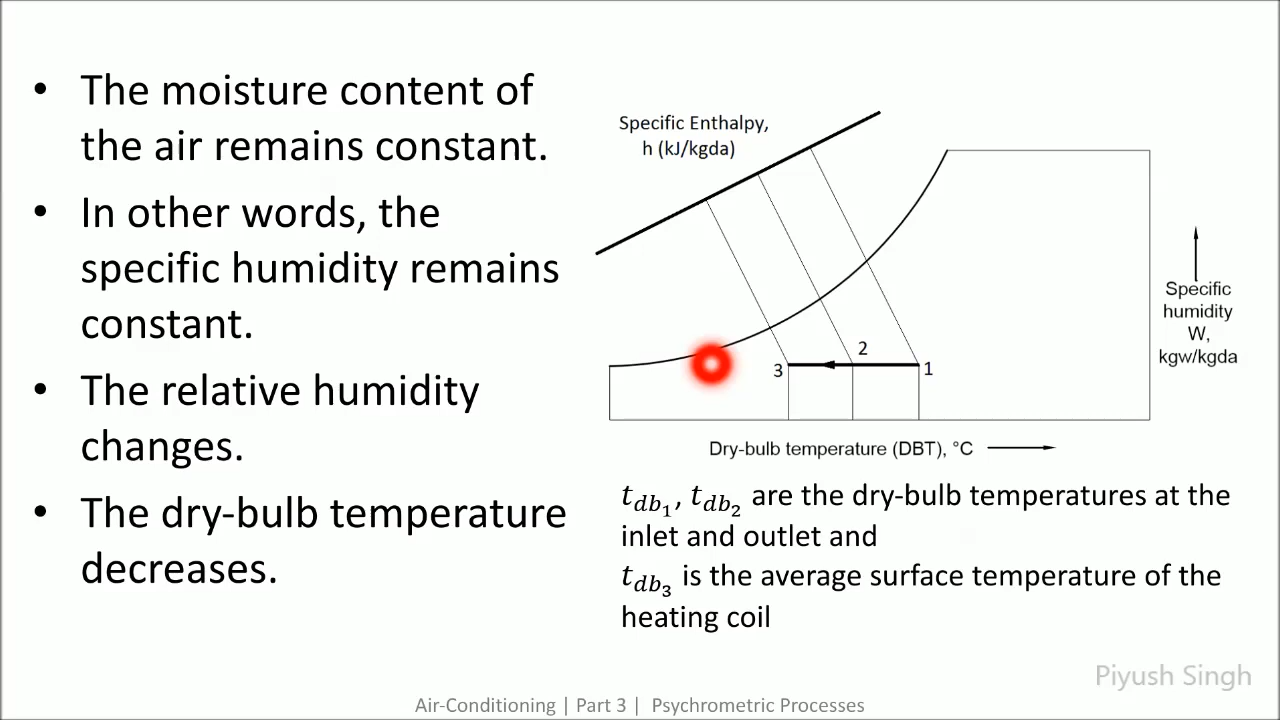 • The moisture content of
the air remains constant.
• In other words, the
specific humidity remains
constant.
• The relative humidity
changes.
• The dry-bulb temperature
decreases.
Specific Enthalpy,
h (kJ/kgda)
3
2
1
Specific
humidity
W,
kgw/kgda
Dry-bulb temperature (DBT), °C
t_db₁, t_db₂ are the dry-bulb temperatures at the
inlet and outlet and
t_db₃ is the average surface temperature of the
heating coil
Piyush Singh
Air-Conditioning | Part 3 | Psychrometric Processes